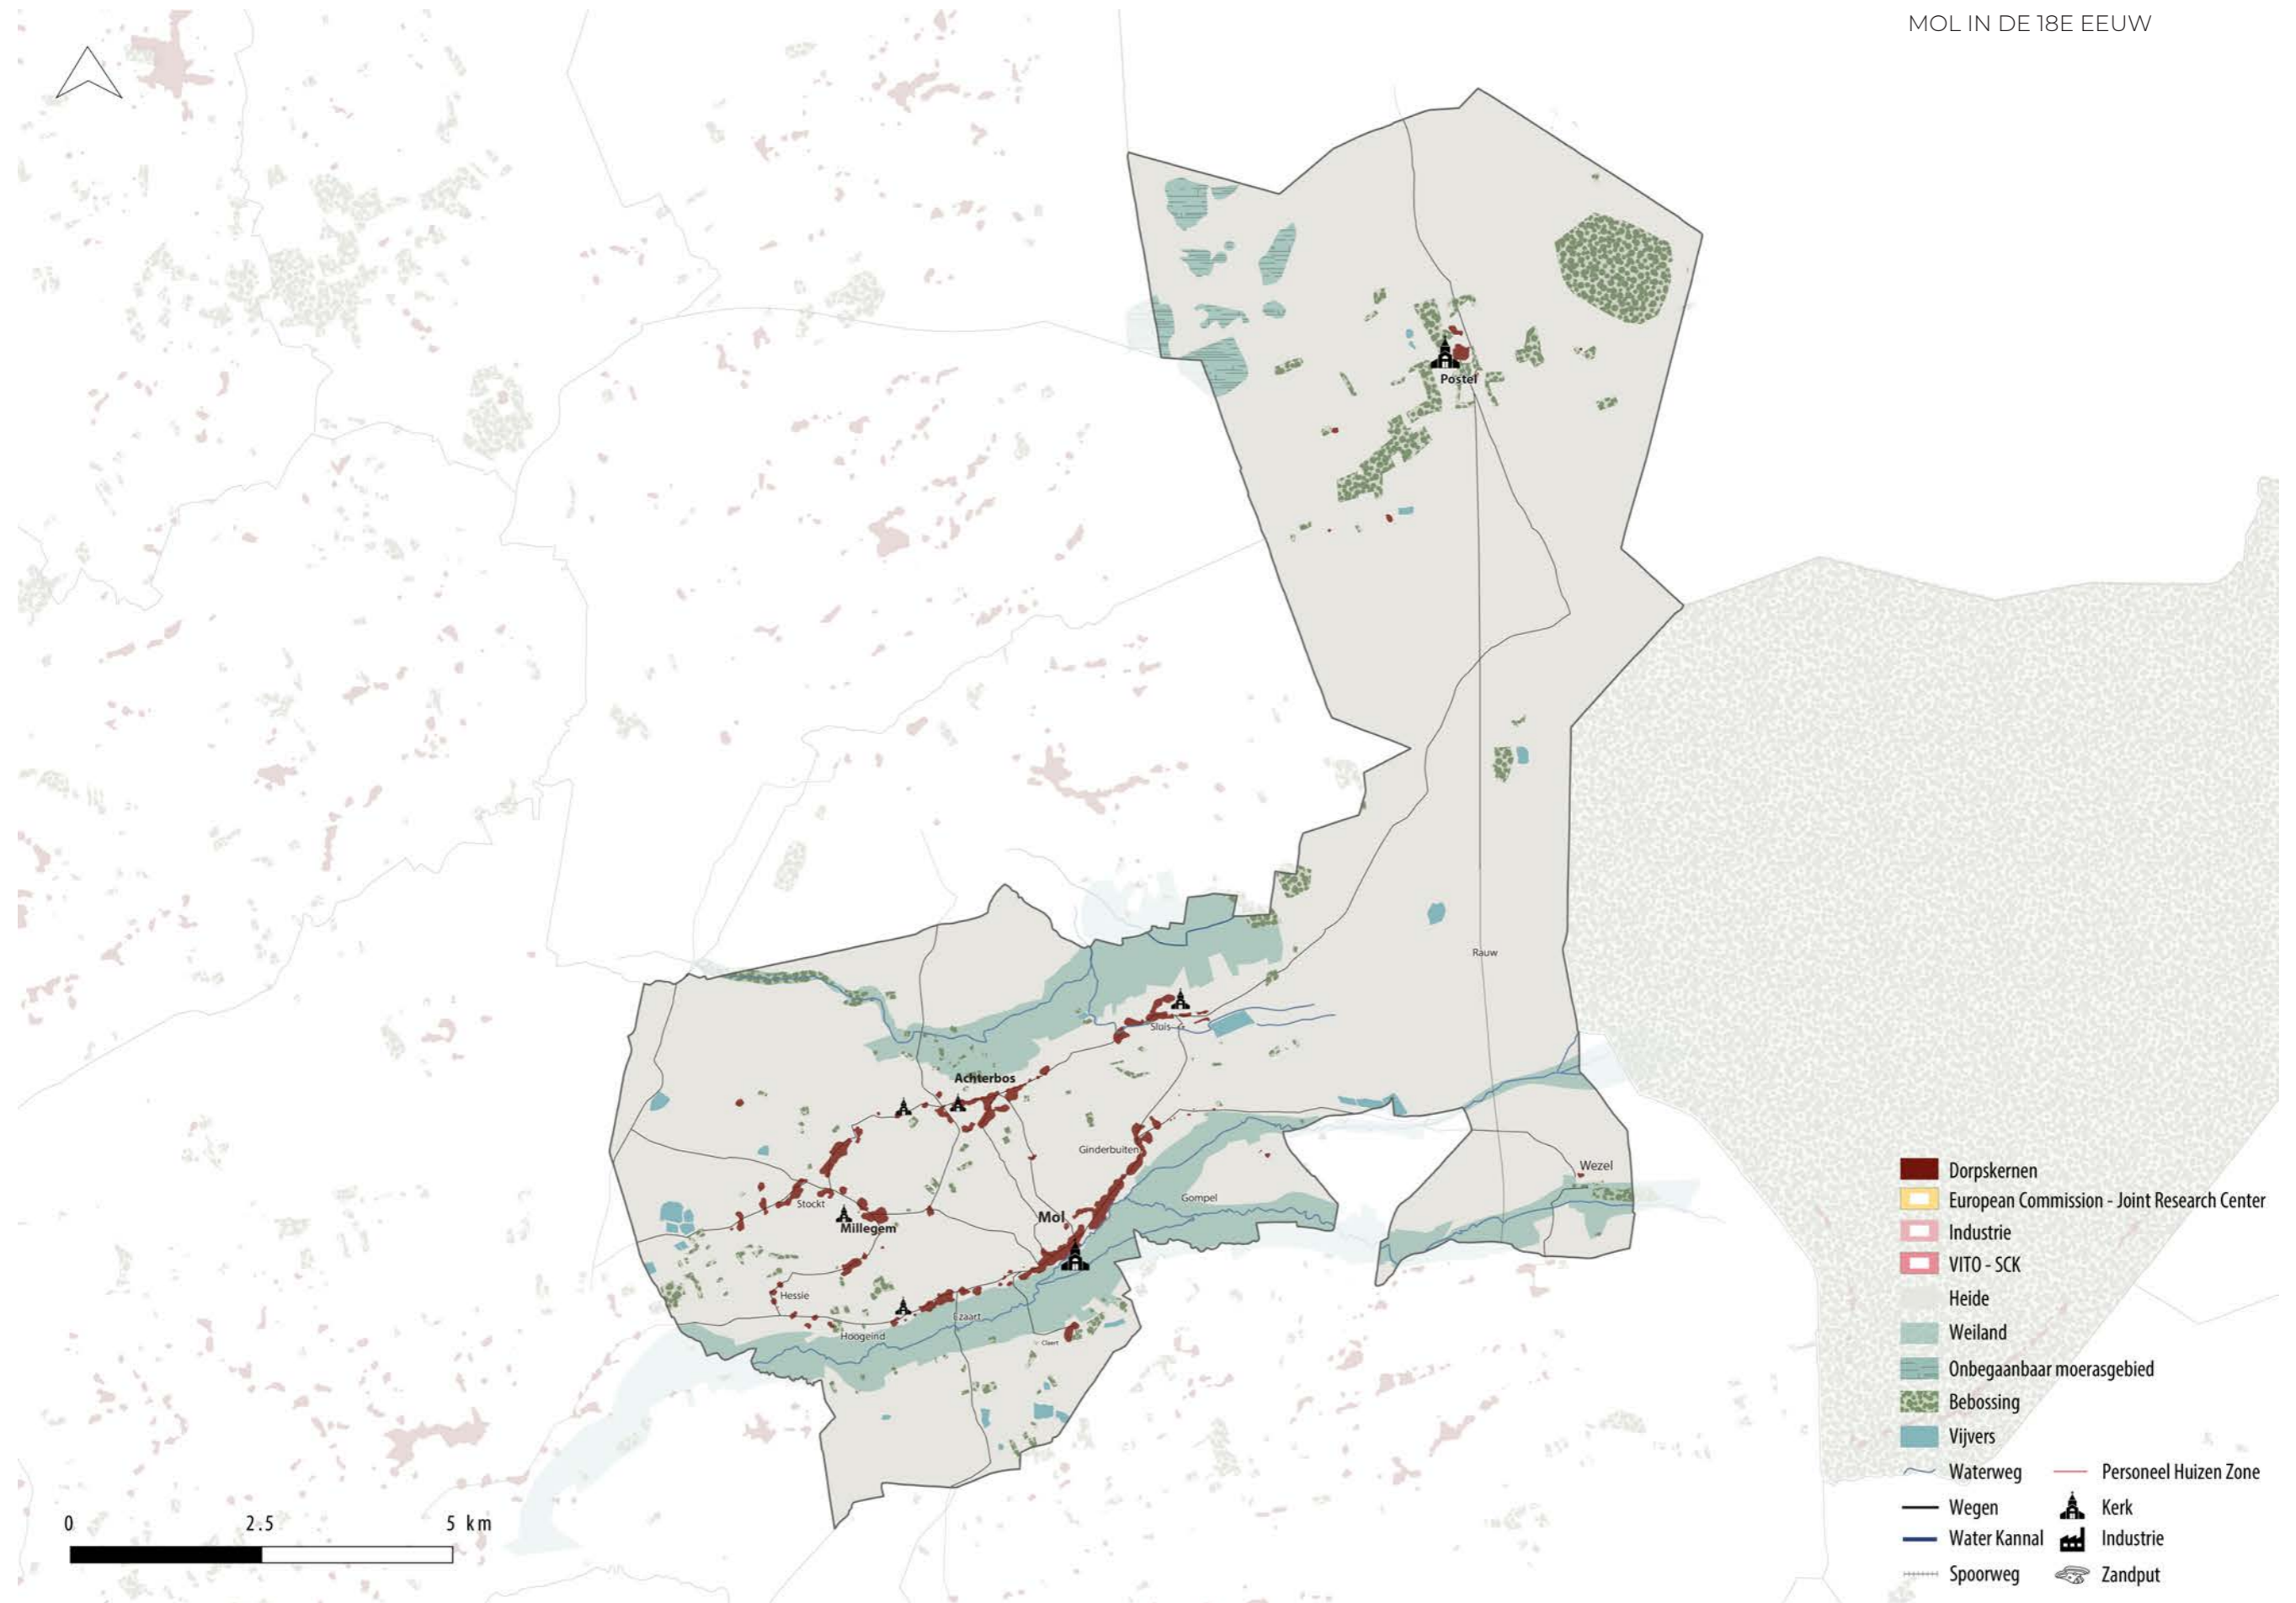 MOL IN DE 18E EEUW
Postel
Rauw
Sluis
Achterbos
Ginderbuiten
Wezel
Gompel
Stockt
Mol
Millegem
Hessie
Ezaart
Hoogeind
Claert
Dorpskernen
European Commission - Joint Research Center
Industrie
VITO - SCK
Heide
Weiland
Onbegaanbaar moerasgebied
Bebossing
Vijvers
Waterweg
Personeel Huizen Zone
Wegen
Kerk
Water Kannal
Industrie
Spoorweg
Zandput
0 2.5 5 km